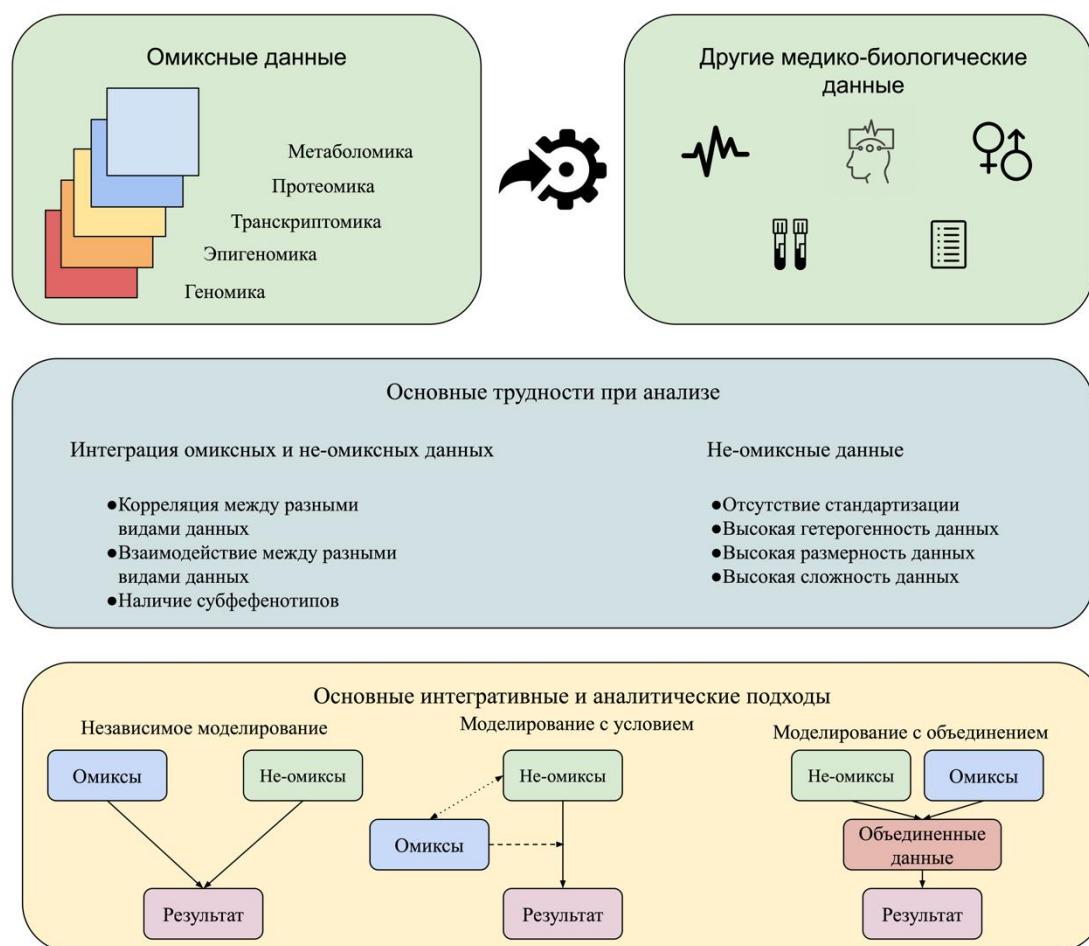 Омиксные данные
Метаболомика
Протеомика
Транскриптомика
Эпигеномика
Геномика
Другие медико-биологические
данные
Основные трудности при анализе
Интеграция омиксных и не-омиксных данных
●Корреляция между разными
видами данных
●Взаимодействие между разными
видами данных
●Наличие субфефенотипов
Не-омиксные данные
●Отсутствие стандартизации
●Высокая гетерогенность данных
●Высокая размерность данных
●Высокая сложность данных
Основные интегративные и аналитические подходы
Независимое моделирование
Омиксы
Не-омиксы
Результат
Моделирование с условием
Не-омиксы
Омиксы
Результат
Моделирование с объединением
Не-омиксы
Омиксы
Объединенные
данные
Результат